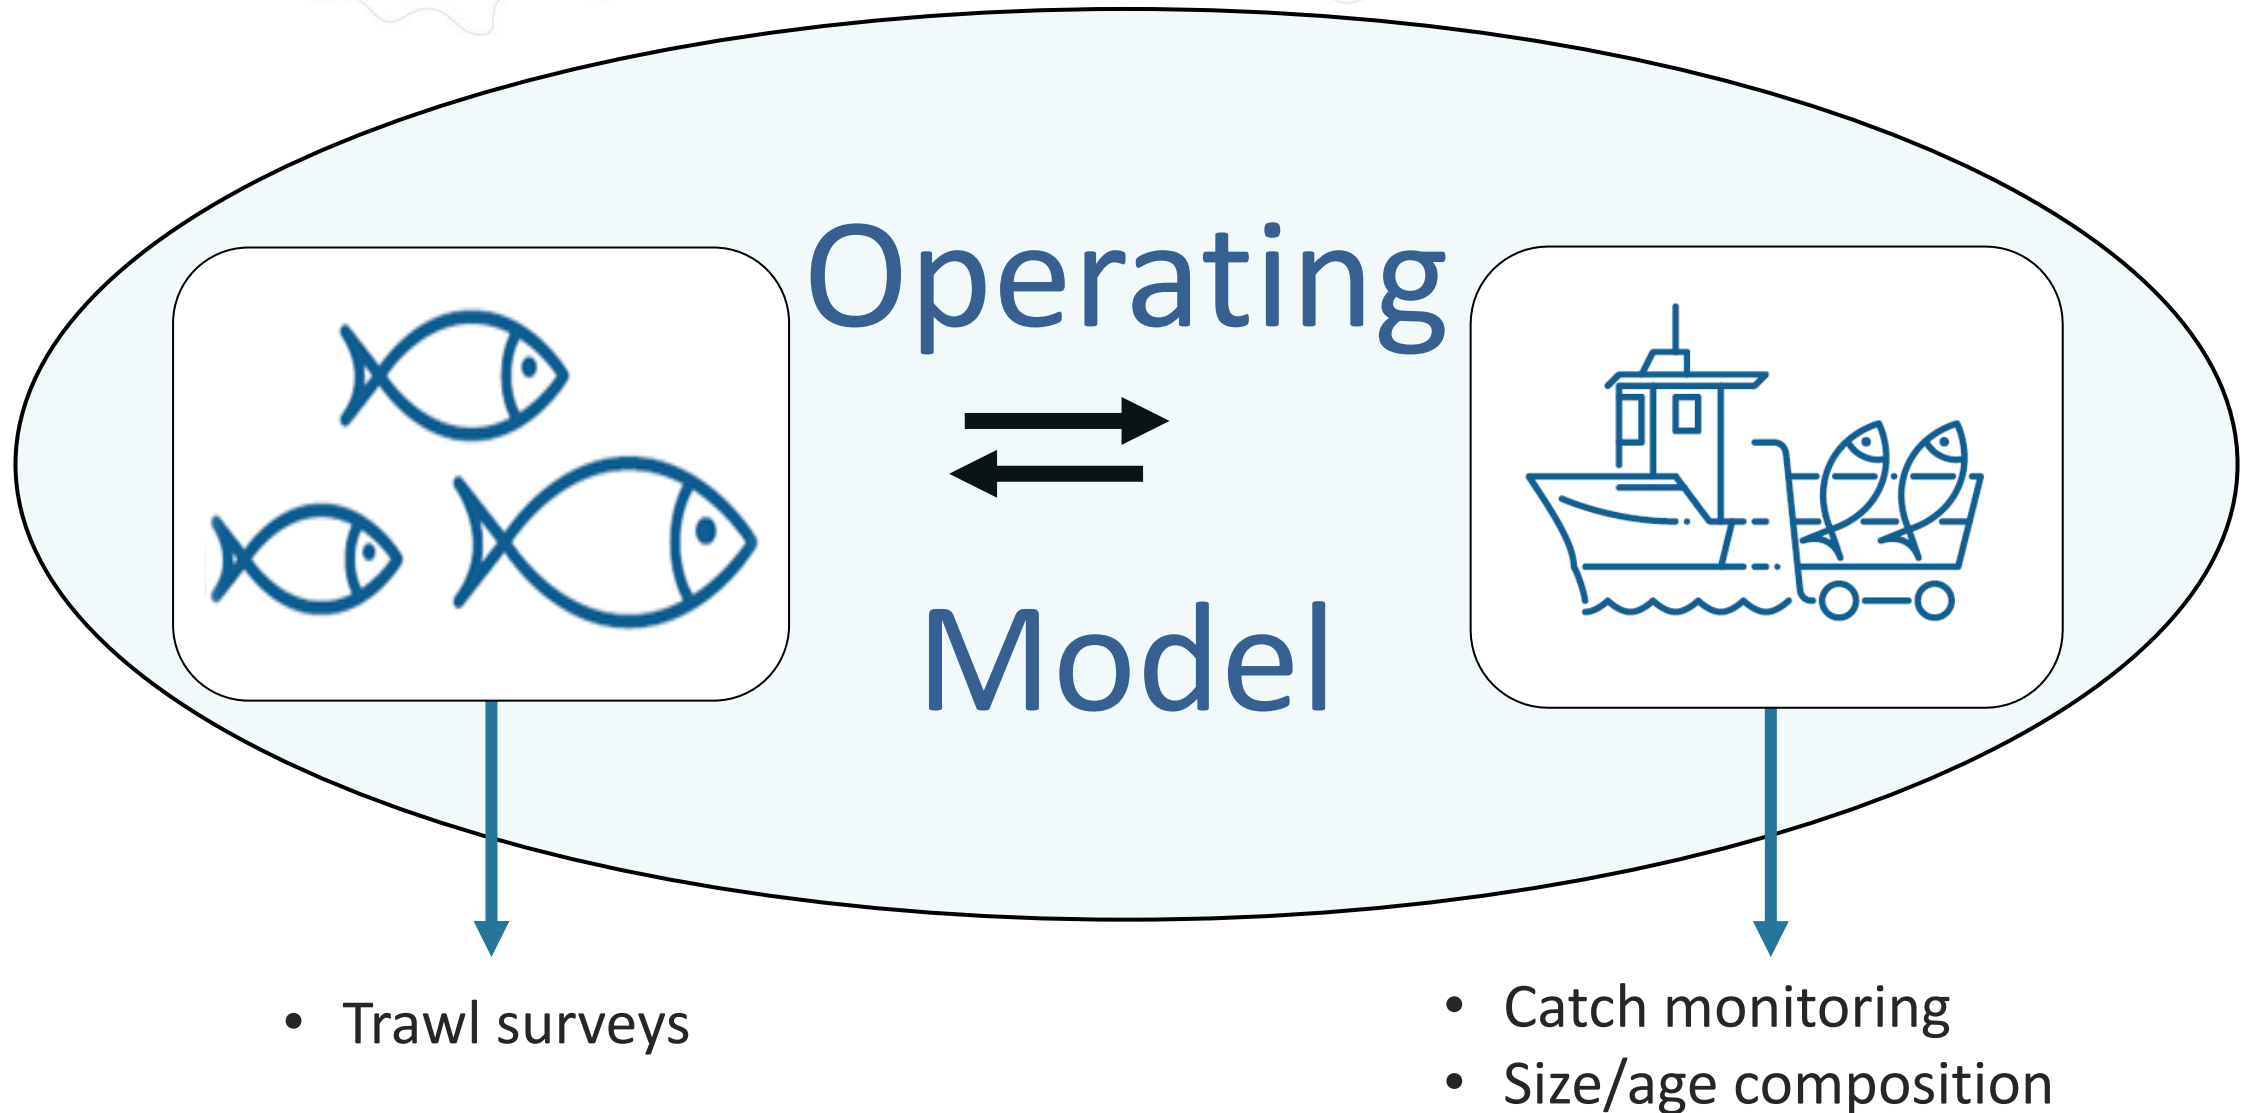 Operating
Model
• Trawl surveys
• Catch monitoring
• Size/age composition